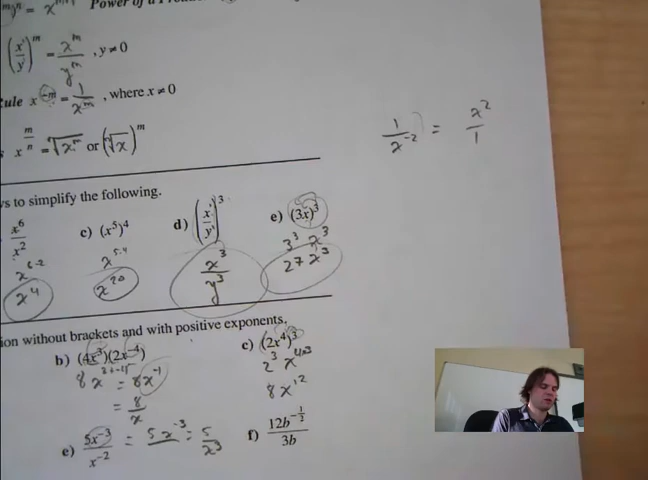 x^m y^n = x^{m+n} Power of a
(x/y)^m = x^m/y^m , y≠0
ule x^{-m} = 1/x^m, where x ≠ 0
x^{m/n} = ⁿ√x^m or (ⁿ√x)^m
1/x^{-2} = x^2/1
ws to simplify the following.
x^6/x^2 c) (x^5)^4 d) (x/y)^3 e) (3x)^3
x^{6-2} x^{5·4} x^3/y^3 3^3 x^3
x^4 x^{20} 27x^3
ion without brackets and with positive exponents.
b) (4x^3)(2x^{-4}) c) (2x^4)^3
8x^{3+-4} = 8x^{-1} 2^3 x^{4×3}
= 8/x 8x^{12}
e) 5x^{-3}/x^{-2} = 5x^{-3} = 5/x^3 f) 12b^{-1/2}/3b